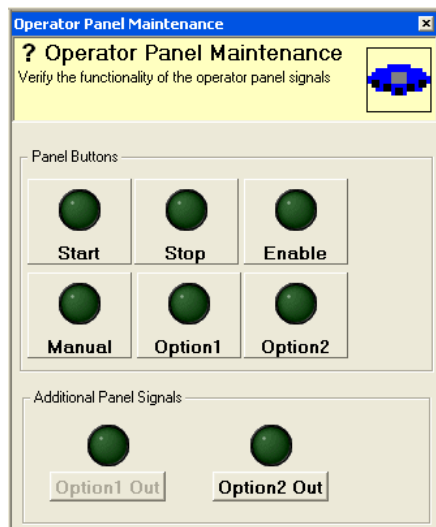 Operator Panel Maintenance
? Operator Panel Maintenance
Verify the functionality of the operator panel signals
Panel Buttons
Start Stop Enable
Manual Option1 Option2
Additional Panel Signals
Option1 Out Option2 Out